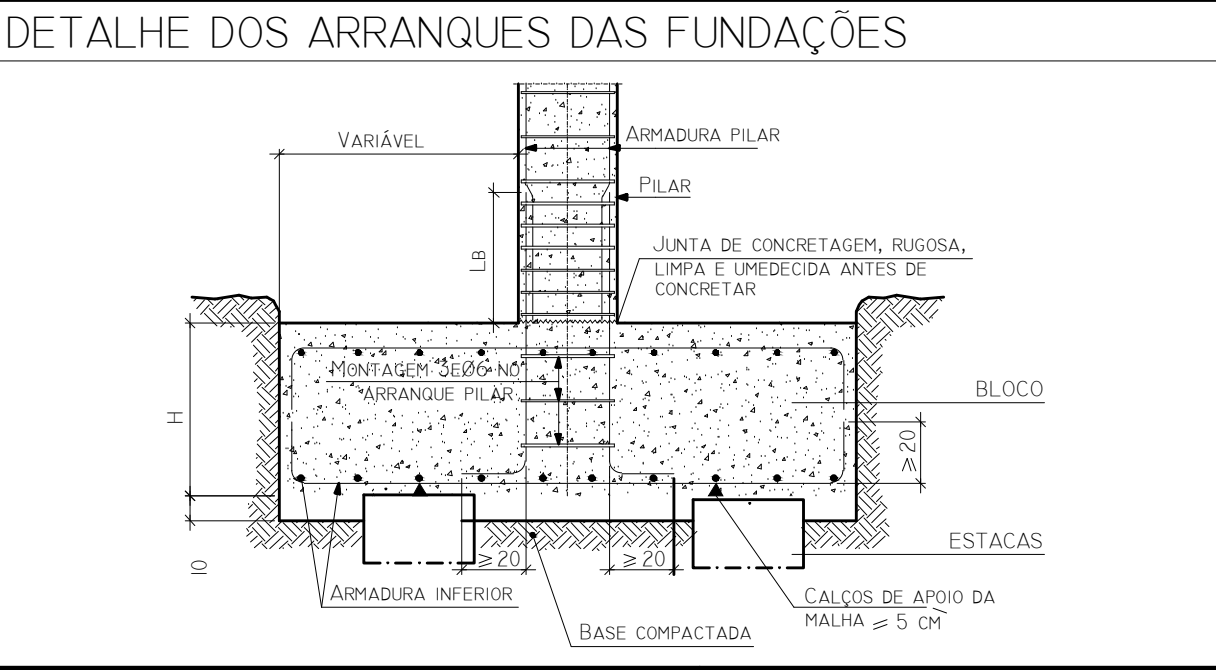 DETALHE DOS ARRANQUES DAS FUNDAÇÕES
VARIÁVEL
ARMADURA PILAR
PILAR
LB
JUNTA DE CONCRETAGEM, RUGOSA,
LIMPA E UMEDECIDA ANTES DE
CONCRETAR
MONTAGEM 3EØ6 NO
ARRANQUE PILAR
BLOCO
H
≥ 20
10
≥ 20
≥ 20
ESTACAS
ARMADURA INFERIOR
CALÇOS DE APOIO DA
MALHA = 5 CM
BASE COMPACTADA